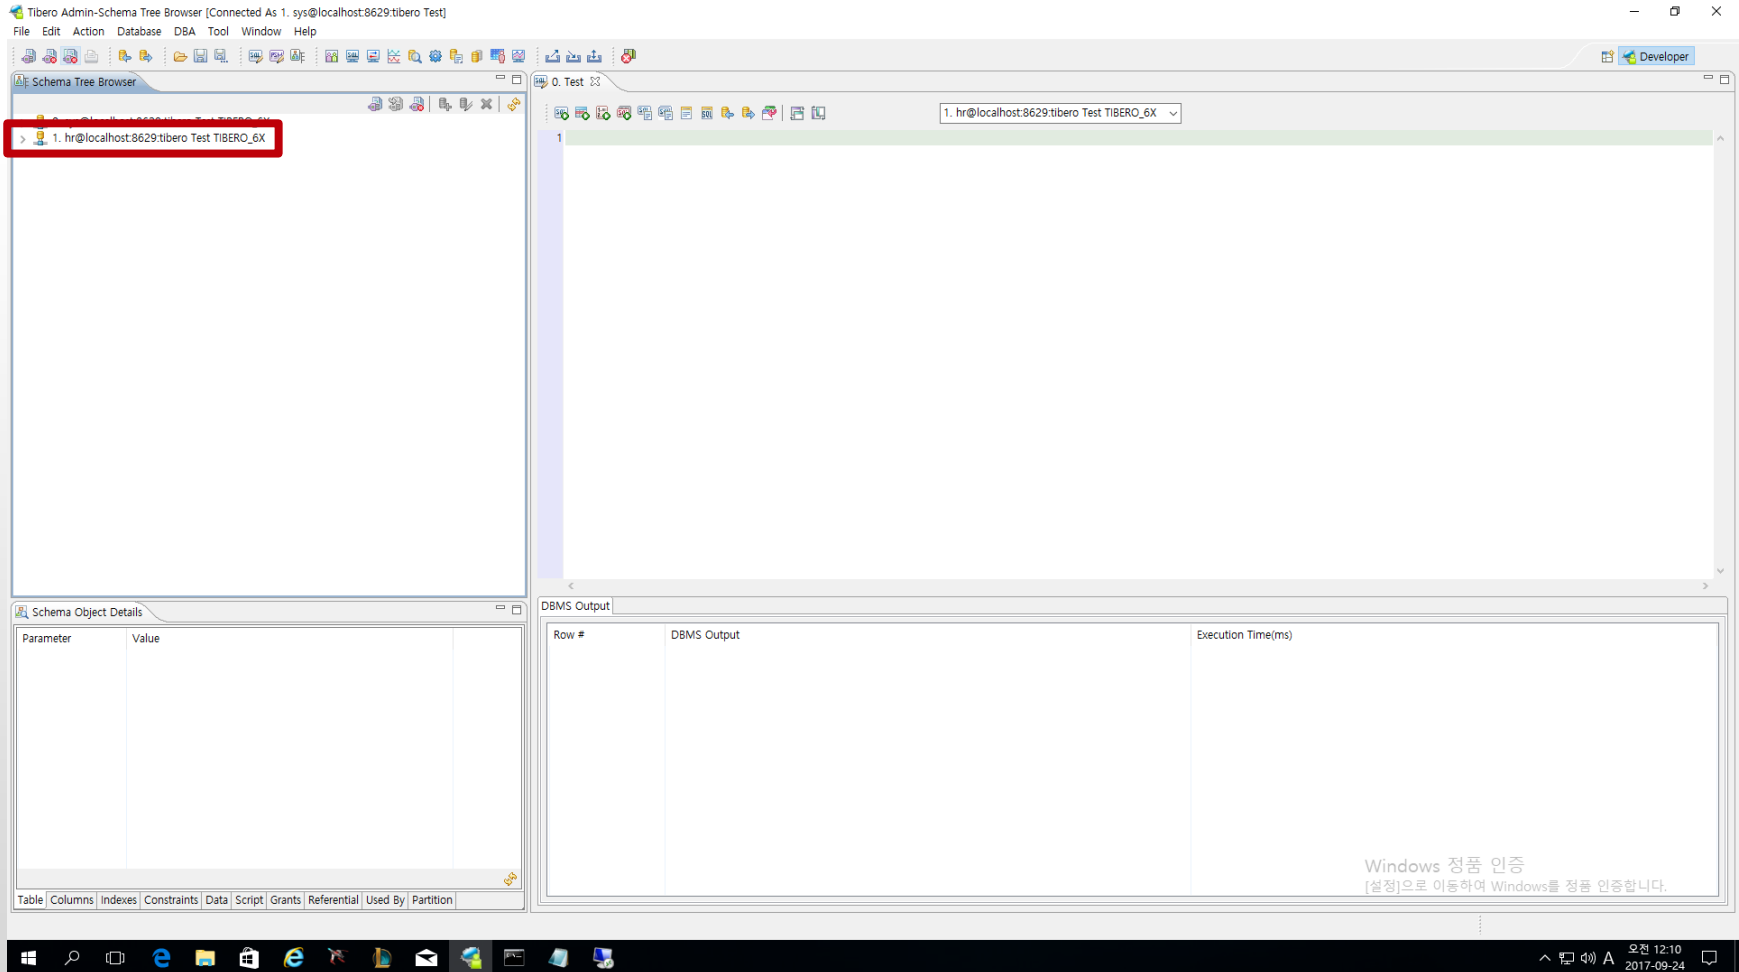 Tibero Admin-Schema Tree Browser [Connected As 1. sys@localhost:8629:tibero Test]
File Edit Action Database DBA Tool Window Help
Developer
Schema Tree Browser
1. hr@localhost:8629:tibero Test TIBERO_6X
0. Test
1. hr@localhost:8629:tibero Test TIBERO_6X
1
Schema Object Details
Parameter Value
Table Columns Indexes Constraints Data Script Grants Referential Used By Partition
DBMS Output
Row # DBMS Output Execution Time(ms)
Windows 정품 인증
[설정]으로 이동하여 Windows를 정품 인증합니다.
A
오전 12:10
2017-09-24